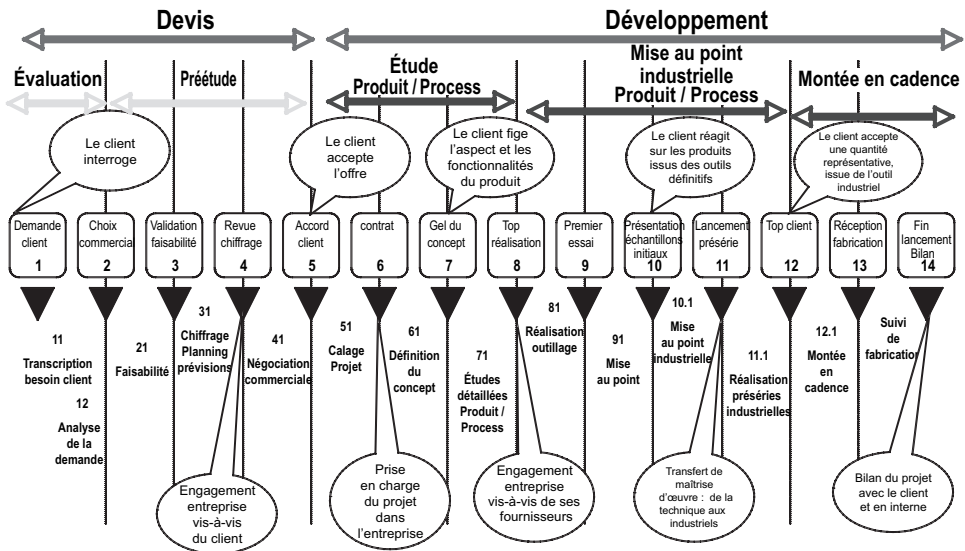 Devis
Développement
Évaluation
Préétude
Étude
Produit / Process
Mise au point
industrielle
Produit / Process
Montée en cadence
Le client
interroge
Le client
accepte
l'offre
Le client fige
l'aspect et les
fonctionnalités
du produit
Le client réagit
sur les produits
issus des outils
définitifs
Le client accepte
une quantité
représentative,
issue de l'outil
industriel
Demande
client
1
Choix
commercial
2
Validation
faisabilité
3
Revue
chiffrage
4
Accord
client
5
contrat
6
Gel du
concept
7
Top
réalisation
8
Premier
essai
9
Présentation
échantillons
initiaux
10
Lancement
présérie
11
Top client
12
Réception
fabrication
13
Fin
lancement
Bilan
14
11
Transcription
besoin client
12
Analyse
de la
demande
21
Faisabilité
31
Chiffrage
Planning
prévisions
41
Négociation
commerciale
51
Calage
Projet
61
Définition
du
concept
71
Études
détaillées
Produit /
Process
81
Réalisation
outillage
91
Mise
au point
10.1
Mise
au point
industrielle
11.1
Réalisation
préséries
industrielles
12.1
Montée
en
cadence
Suivi
de
fabrication
Engagement
entreprise
vis-à-vis
du client
Prise
en charge
du projet
dans
l'entreprise
Engagement
entreprise
vis-à-vis de ses
fournisseurs
Transfert de
maîtrise
d'œuvre : de la
technique aux
industriels
Bilan du projet
avec le client
et en interne